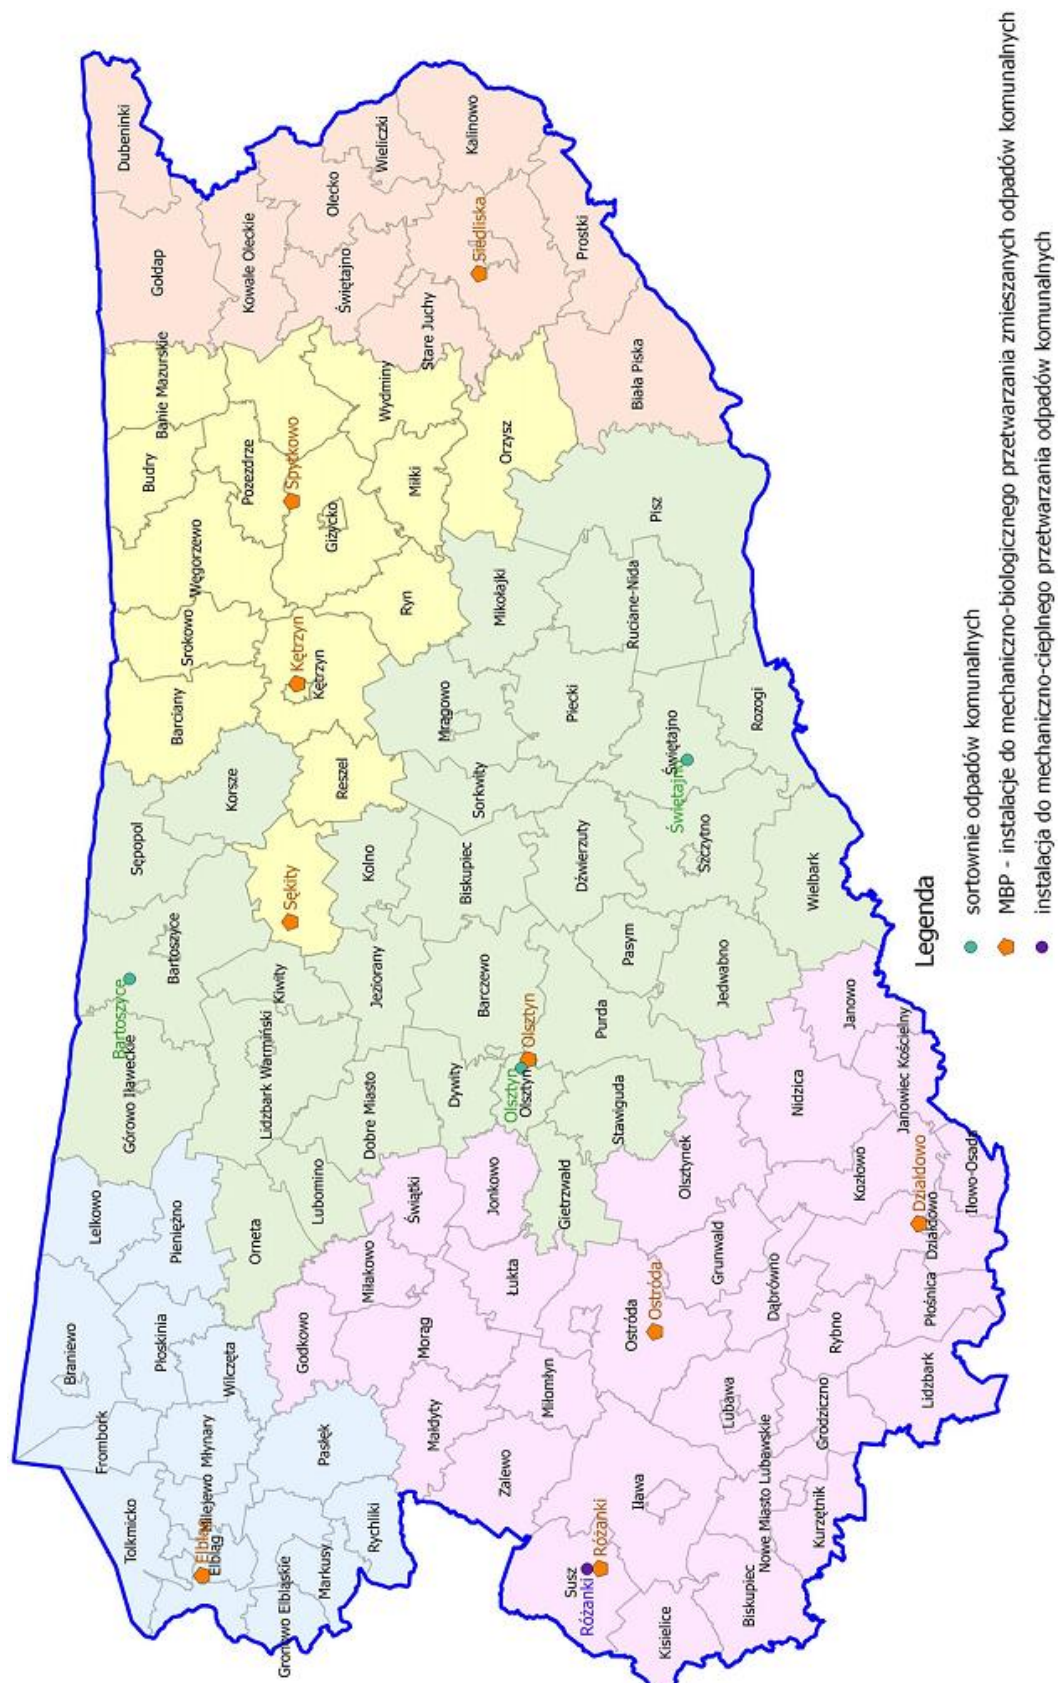 Braniewo
Lelkowo
Frombork
Tolkmicko
Bartoszyce
Górowo Iławeckie
Sępopol
Dubeninki
Płoskinia
Gołdap
Budry
Banie Mazurskie
Pieniężno
Bartoszyce
Barciany
Srokowo
Węgorzewo
Elbląg
Elbląg
Milejewo
Młynary
Wilczęta
Korsze
Pozezdrze
Kowale Oleckie
Orneta
Lidzbark Warmiński
Kiwity
Gronowo Elbląskie
Sękity
Kętrzyn
Spytkowo
Godkowo
Lubomino
Kętrzyn
Markusy
Pasłęk
Reszel
Giżycko
Świętajno
Olecko
Rychliki
Miłakowo
Dobre Miasto
Jeziorany
Kolno
Wydminy
Wieliczki
Świątki
Ryn
Miłki
Morąg
Stare Juchy
Małdyty
Dywity
Mrągowo
Biskupiec
Kalinowo
Barczewo
Sorkwity
Siedliska
Jonkowo
Mikołajki
Zalewo
Łukta
Orzysz
Olsztyn
Olsztyn
Olsztyn
Miłomłyn
Gietrzwałd
Susz
Różanki
Różanki
Purda
Dźwierzuty
Piecki
Prostki
Stawiguda
Pasym
Ostróda
Ostróda
Iława
Ruciane-Nida
Biała Piska
Pisz
Kisielice
Olsztynek
Świętajno
Świętajno
Szczytno
Grunwald
Jedwabno
Lubawa
Biskupiec
Nowe Miasto Lubawskie
Dąbrówno
Rozogi
Nidzica
Wielbark
Kurzętnik
Grodziczno
Rybno
Janowo
Kozłowo
Janowiec Kościelny
Działdowo
Działdowo
Lidzbark
Płośnica
Iłowo-Osada
Legenda
sortownie odpadów komunalnych
MBP - instalacje do mechaniczno-biologicznego przetwarzania zmieszanych odpadów komunalnych
instalacja do mechaniczno-cieplnego przetwarzania odpadów komunalnych